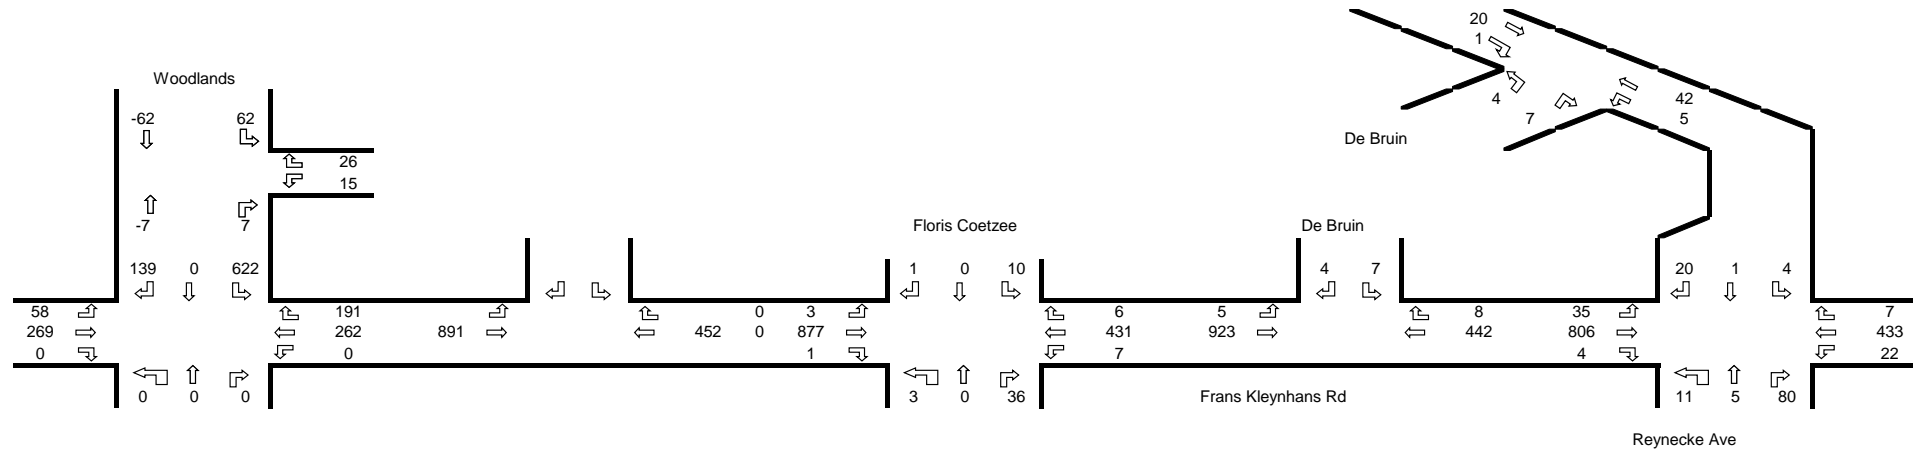 20
1
Woodlands
4
42
-62
62
7
5
De Bruin
26
15
-7
7
Floris Coetzee
De Bruin
139 0 622
1 0 10
4 7
20 1 4
58
191
0 3
6 5
8 35
7
269
262 891
452 0 877
431 923
442 806
433
0
0
1
7
4
22
0 0 0
3 0 36
Frans Kleynhans Rd
11 5 80
Reynecke Ave